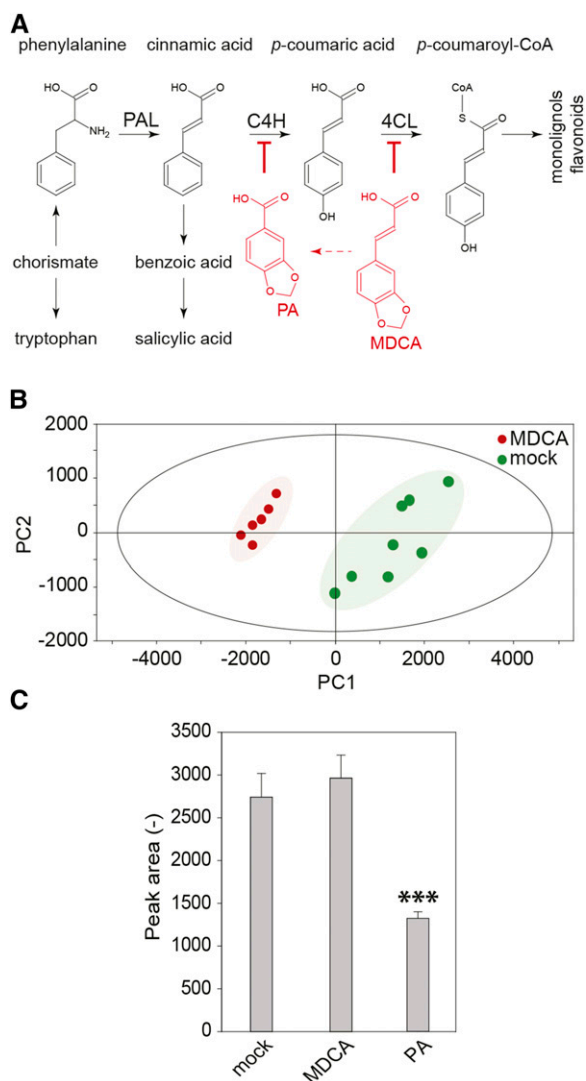 A
phenylalanine cinnamic acid p-coumaric acid p-coumaroyl-CoA
HO O NH2
PAL
HO O
C4H
HO O OH
4CL
CoA S O OH
monolignols
flavonoids
HO O O O
PA
HO O O O
MDCA
chorismate benzoic acid
tryptophan salicylic acid
B
MDCA
mock
2000
1000
0
-1000
-2000
PC2
-4000 -2000 0 2000 4000
PC1
C
3500
3000
2500
2000
1500
1000
500
0
Peak area (-)
***
mock MDCA PA